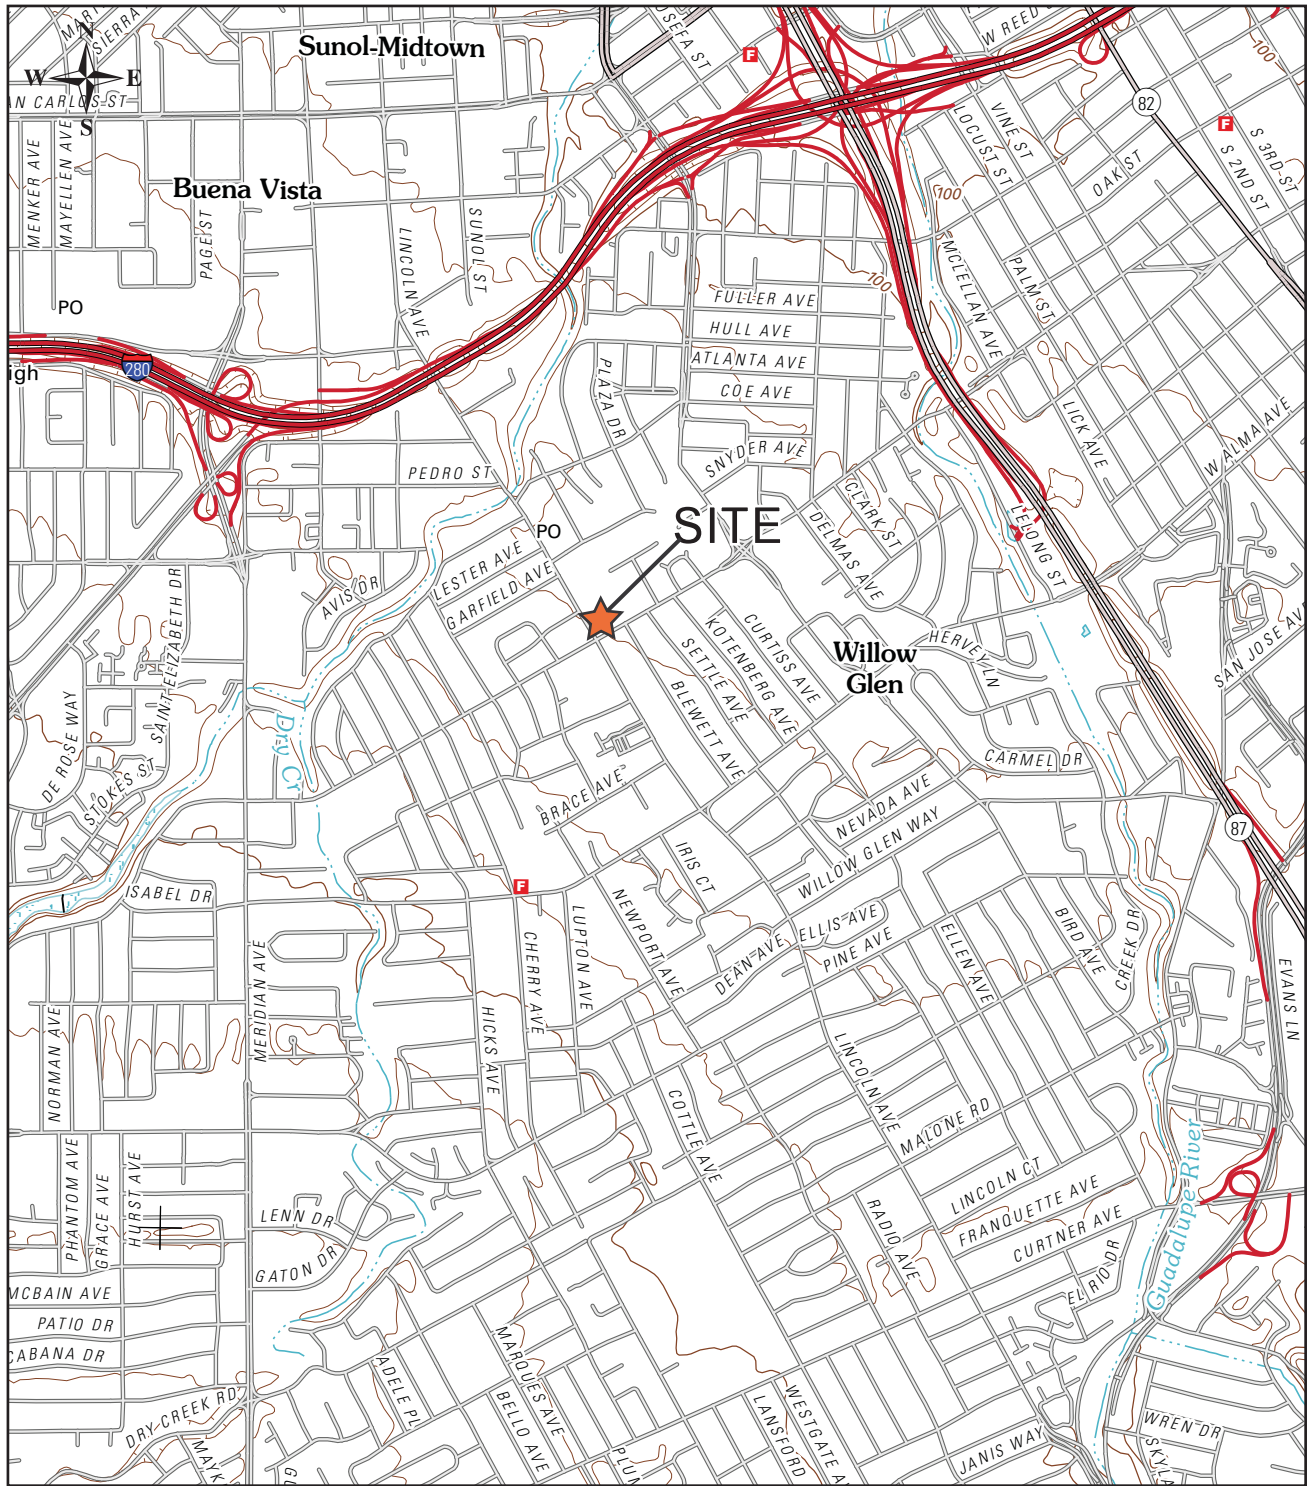 MAR
SIERRA
N
W
E
S
Sunol-Midtown
OSEFA ST
F
W REED S
100
82
AN CARLOS ST
MENKER AVE
MAYELLEN AVE
Buena Vista
PAGE ST
LINCOLN AVE
SUNOL ST
LOCUST ST
VINE ST
OAK ST
F
S 2ND ST
S 3RD ST
100
MCLELLAN AVE
PALM ST
100
PO
FULLER AVE
HULL AVE
ATLANTA AVE
COE AVE
PLAZA DR
igh
280
LICK AVE
W ALMA AVE
PEDRO ST
SNYDER AVE
CLARK ST
DELMAS AVE
LELONG ST
PO
SITE
LESTER AVE
GARFIELD AVE
AVIS DR
SAINT ELIZABETH DR
CURTISS AVE
KOTENBERG AVE
SETTLE AVE
BLEWETT AVE
Willow
Glen
HERVEY LN
SAN JOSE AV
DE ROSE WAY
STOKES ST
Dry Cr
CARMEL DR
BRACE AVE
NEVADA AVE
WILLOW GLEN WAY
87
IRIS CT
F
ISABEL DR
NEWPORT AVE
LUPTON AVE
CHERRY AVE
DEAN AVE
ELLIS AVE
PINE AVE
ELLEN AVE
BIRD AVE
CREEK DR
EVANS LN
MERIDIAN AVE
NORMAN AVE
HICKS AVE
COTTLE AVE
LINCOLN AVE
MALONE RD
PHANTOM AVE
GRACE AVE
HURST AVE
LENN DR
GATON DR
LINCOLN CT
FRANQUETTE AVE
CURTNER AVE
RADIO AVE
EL RIO DR
Guadalupe River
MCBAIN AVE
PATIO DR
CABANA DR
DRY CREEK RD
MAYK
ADELE PL
MARQUES AVE
BELLO AVE
PLUM
LANSFORD
WESTGATE A
JANIS WAY
WREN DR
SKYLA